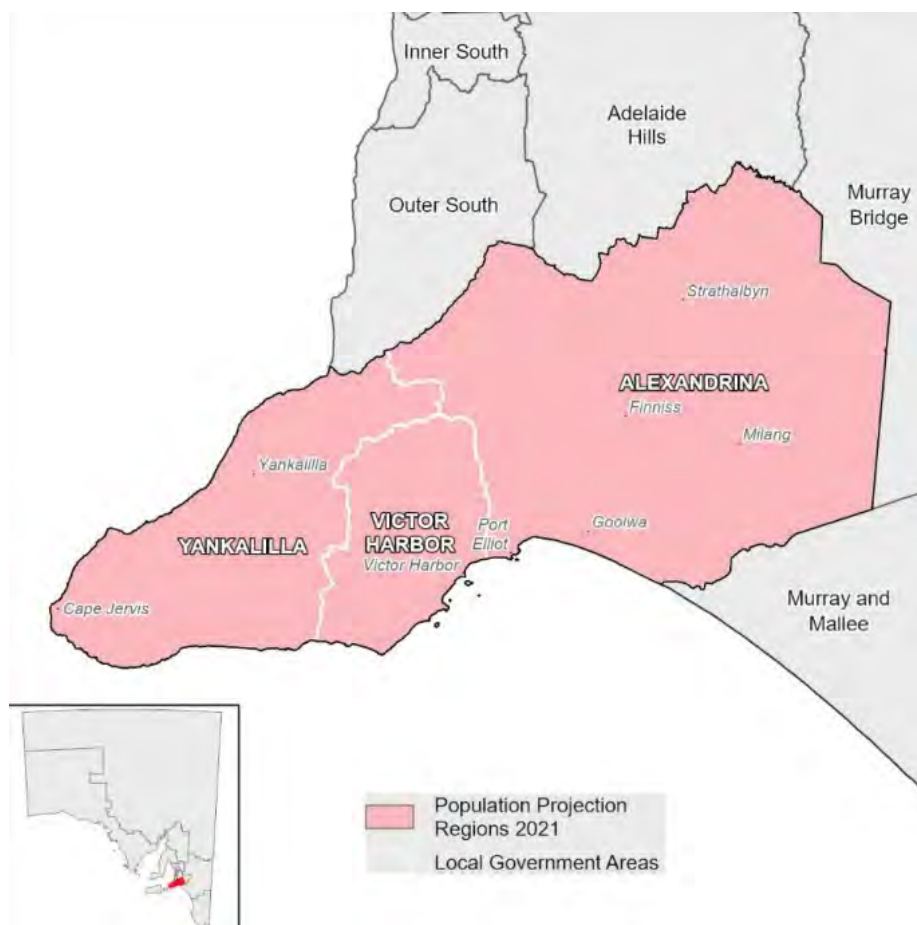 Inner South
Adelaide
Hills
Murray
Bridge
Outer South
Strathalbyn
ALEXANDRINA
Finniss
Milang
Yankalilla
Goolwa
VICTOR
HARBOR
Port
Elliot
YANKALILLA
Victor Harbor
Cape Jervis
Murray and
Mallee
Population Projection
Regions 2021
Local Government Areas